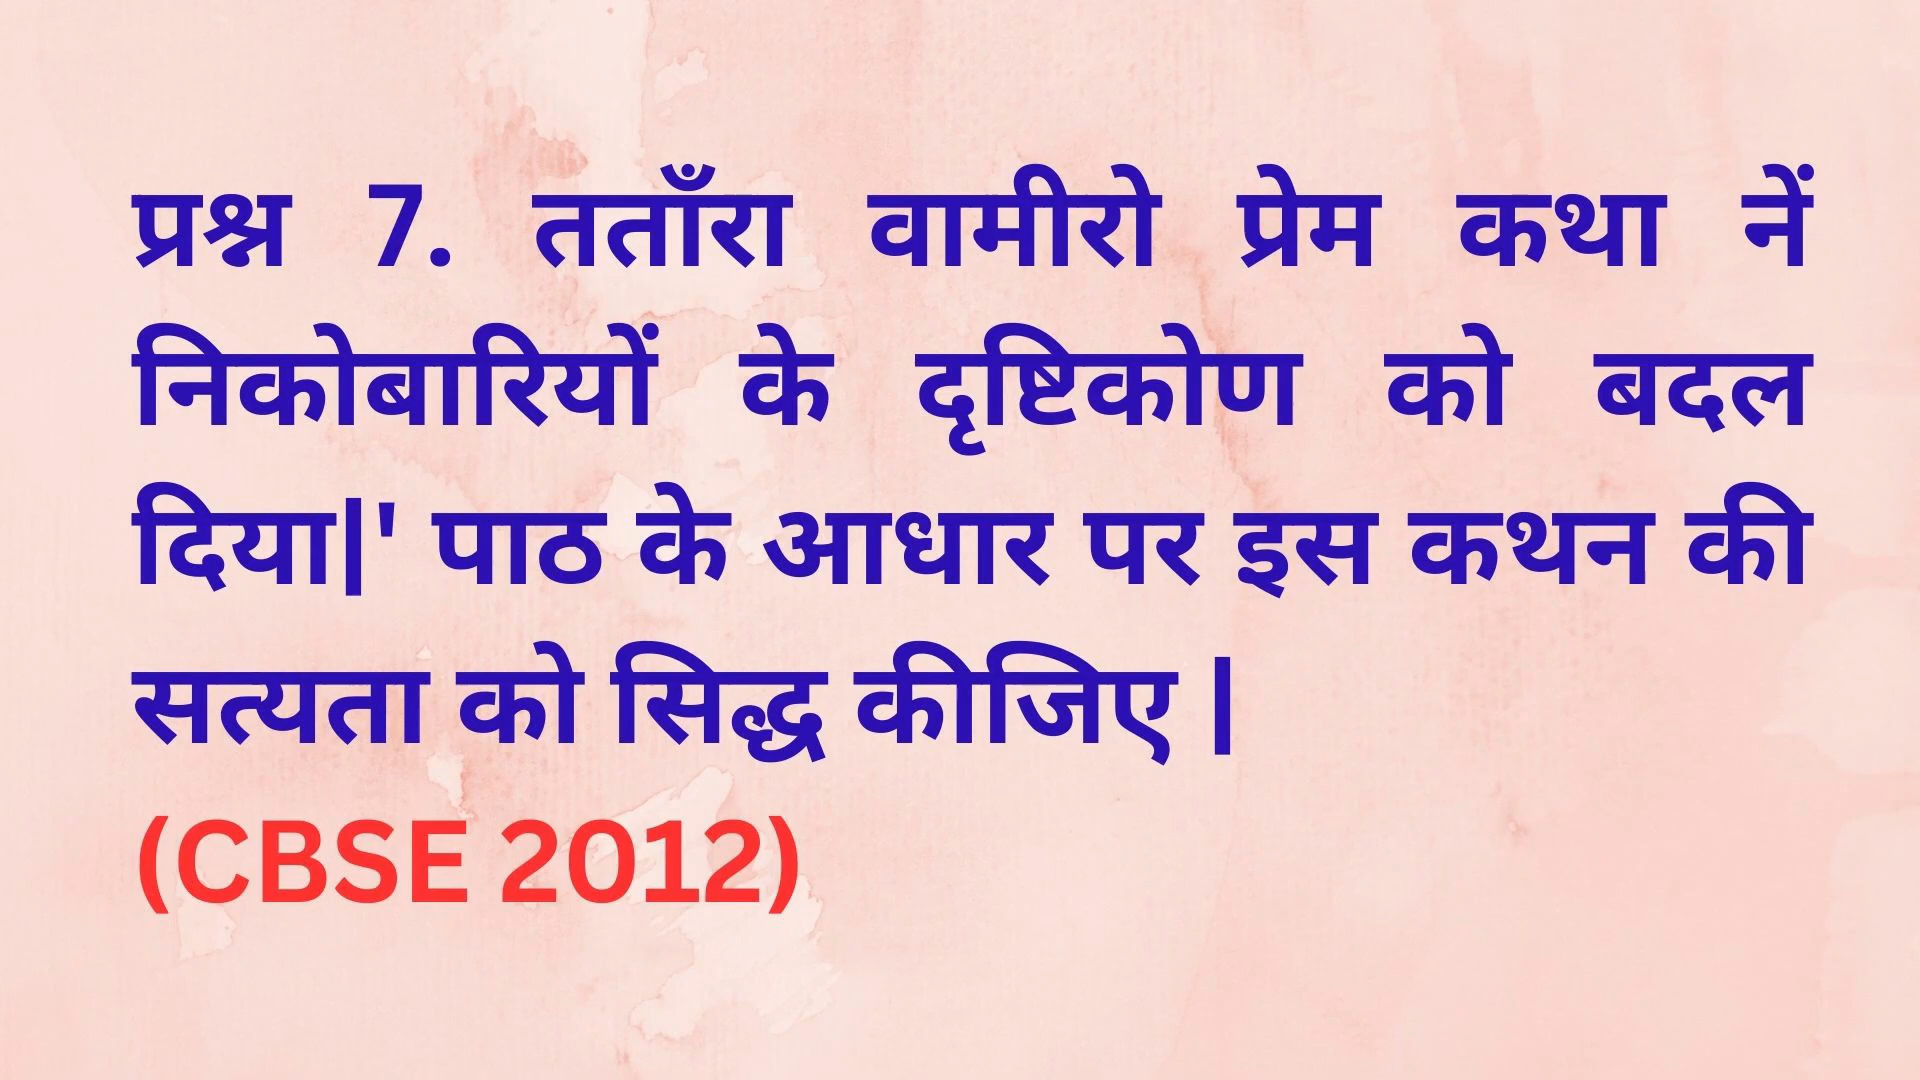 प्रश्न 7. तताँरा वामीरो प्रेम कथा नें
निकोबारियों के दृष्टिकोण को बदल
दिया|' पाठ के आधार पर इस कथन की
सत्यता को सिद्ध कीजिए |
(CBSE 2012)